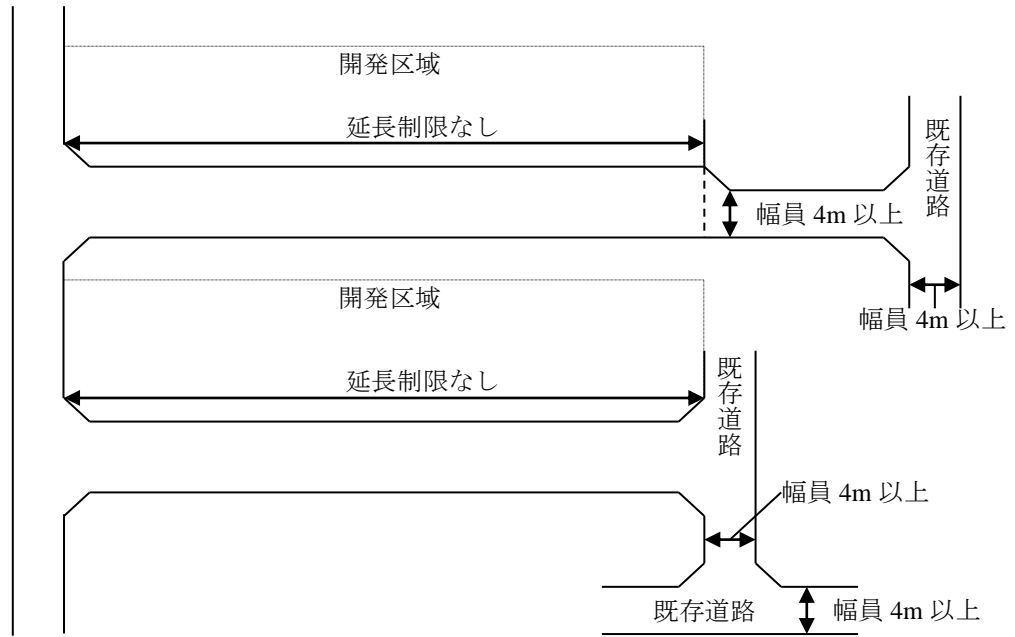 開発区域
延長制限なし
既存道路
幅員 4m 以上
幅員 4m 以上
開発区域
延長制限なし
既存道路
幅員 4m 以上
既存道路
幅員 4m 以上